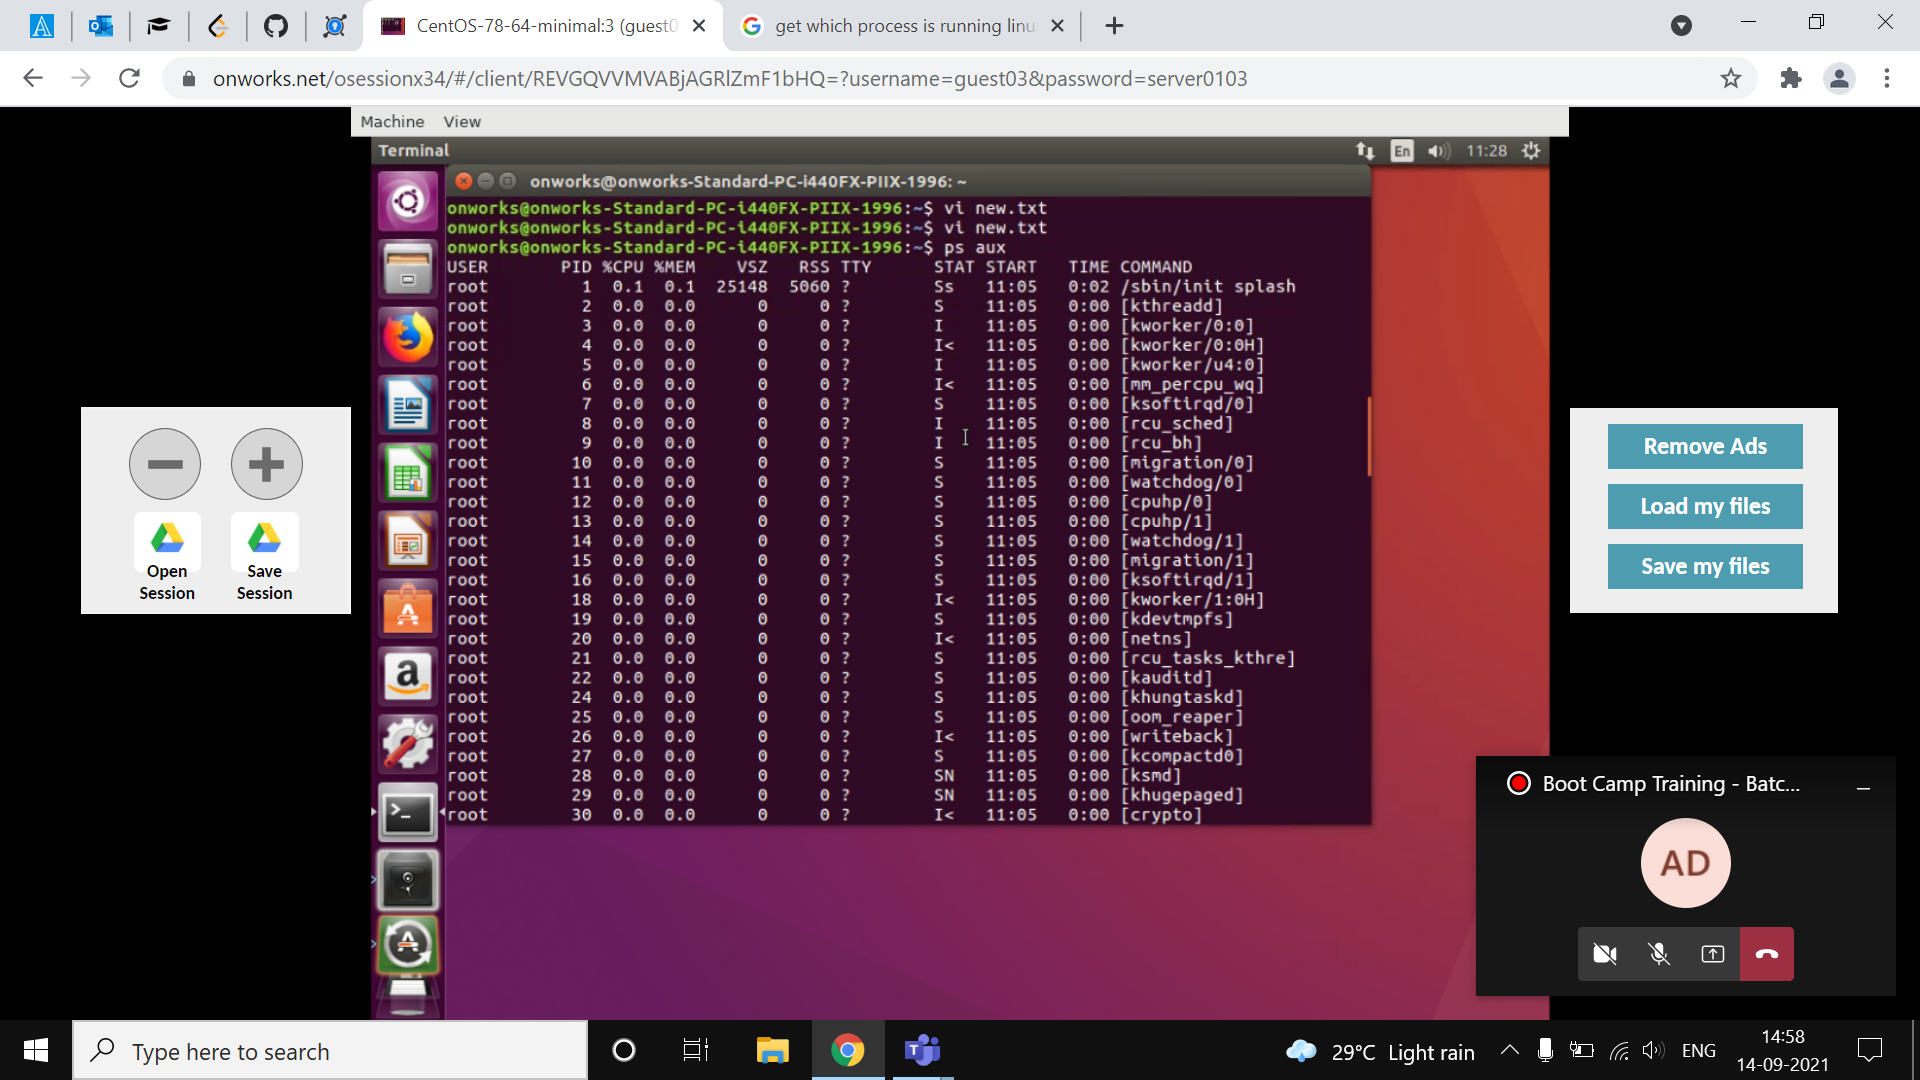 CentOS-78-64-minimal:3 (guest0
get which process is running linu
onworks.net/osessionx34/#/client/REVGQVVMVABjAGRlZmF1bHQ=?username=guest03&password=server0103
Machine View
Terminal
En
11:28
onworks@onworks-Standard-PC-i440FX-PIIX-1996: ~
onworks@onworks-Standard-PC-i440FX-PIIX-1996:~$ vi new.txt
onworks@onworks-Standard-PC-i440FX-PIIX-1996:~$ vi new.txt
onworks@onworks-Standard-PC-i440FX-PIIX-1996:~$ ps aux
USER PID %CPU %MEM VSZ RSS TTY STAT START TIME COMMAND
root 1 0.1 0.1 25148 5060 ? Ss 11:05 0:02 /sbin/init splash
root 2 0.0 0.0 0 0 ? S 11:05 0:00 [kthreadd]
root 3 0.0 0.0 0 0 ? I 11:05 0:00 [kworker/0:0]
root 4 0.0 0.0 0 0 ? I< 11:05 0:00 [kworker/0:0H]
root 5 0.0 0.0 0 0 ? I 11:05 0:00 [kworker/u4:0]
root 6 0.0 0.0 0 0 ? I< 11:05 0:00 [mm_percpu_wq]
root 7 0.0 0.0 0 0 ? S 11:05 0:00 [ksoftirqd/0]
root 8 0.0 0.0 0 0 ? I 11:05 0:00 [rcu_sched]
root 9 0.0 0.0 0 0 ? I 11:05 0:00 [rcu_bh]
root 10 0.0 0.0 0 0 ? S 11:05 0:00 [migration/0]
root 11 0.0 0.0 0 0 ? S 11:05 0:00 [watchdog/0]
root 12 0.0 0.0 0 0 ? S 11:05 0:00 [cpuhp/0]
root 13 0.0 0.0 0 0 ? S 11:05 0:00 [cpuhp/1]
root 14 0.0 0.0 0 0 ? S 11:05 0:00 [watchdog/1]
root 15 0.0 0.0 0 0 ? S 11:05 0:00 [migration/1]
root 16 0.0 0.0 0 0 ? S 11:05 0:00 [ksoftirqd/1]
root 18 0.0 0.0 0 0 ? I< 11:05 0:00 [kworker/1:0H]
root 19 0.0 0.0 0 0 ? S 11:05 0:00 [kdevtmpfs]
root 20 0.0 0.0 0 0 ? I< 11:05 0:00 [netns]
root 21 0.0 0.0 0 0 ? S 11:05 0:00 [rcu_tasks_kthre]
root 22 0.0 0.0 0 0 ? S 11:05 0:00 [kauditd]
root 24 0.0 0.0 0 0 ? S 11:05 0:00 [khungtaskd]
root 25 0.0 0.0 0 0 ? S 11:05 0:00 [oom_reaper]
root 26 0.0 0.0 0 0 ? I< 11:05 0:00 [writeback]
root 27 0.0 0.0 0 0 ? S 11:05 0:00 [kcompactd0]
root 28 0.0 0.0 0 0 ? SN 11:05 0:00 [ksmd]
root 29 0.0 0.0 0 0 ? SN 11:05 0:00 [khugepaged]
root 30 0.0 0.0 0 0 ? I< 11:05 0:00 [crypto]
Open
Session
Save
Session
Remove Ads
Load my files
Save my files
Boot Camp Training - Batc...
AD
Type here to search
29°C Light rain
ENG
14:58
14-09-2021